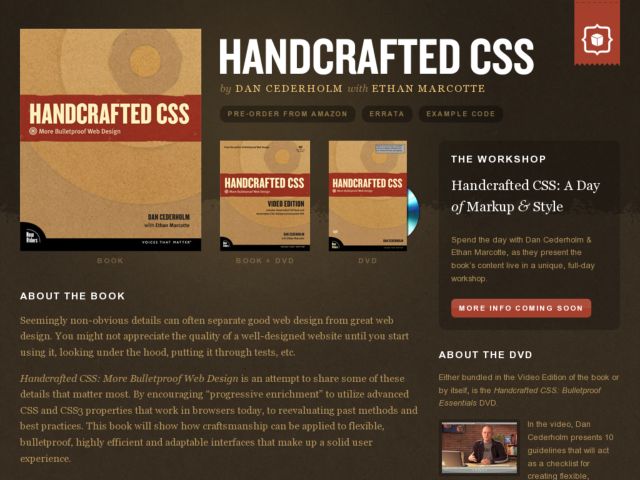 HANDCRAFTED CSS
by DAN CEDERHOLM with ETHAN MARCOTTE
PRE-ORDER FROM AMAZON
ERRATA
EXAMPLE CODE
HANDCRAFTED CSS
More Bulletproof Web Design
DAN CEDERHOLM
with Ethan Marcotte
New Riders
VOICES THAT MATTER
BOOK
HANDCRAFTED CSS
VIDEO EDITION
DAN CEDERHOLM
BOOK + DVD
HANDCRAFTED CSS
DAN CEDERHOLM
DVD
THE WORKSHOP
Handcrafted CSS: A Day
of Markup & Style
Spend the day with Dan Cederholm &
Ethan Marcotte, as they present the
book's content live in a unique, full-day
workshop.
MORE INFO COMING SOON
ABOUT THE BOOK
Seemingly non-obvious details can often separate good web design from great web
design. You might not appreciate the quality of a well-designed website until you start
using it, looking under the hood, putting it through tests, etc.
Handcrafted CSS: More Bulletproof Web Design is an attempt to share some of these
details that matter most. By encouraging “progressive enrichment” to utilize advanced
CSS and CSS3 properties that work in browsers today, to reevaluating past methods and
best practices. This book will show how craftsmanship can be applied to flexible,
bulletproof, highly efficient and adaptable interfaces that make up a solid user
experience.
ABOUT THE DVD
Either bundled in the Video Edition of the book or
by itself, is the Handcrafted CSS: Bulletproof
Essentials DVD.
In the video, Dan
Cederholm presents 10
guidelines that will act
as a checklist for
creating flexible,